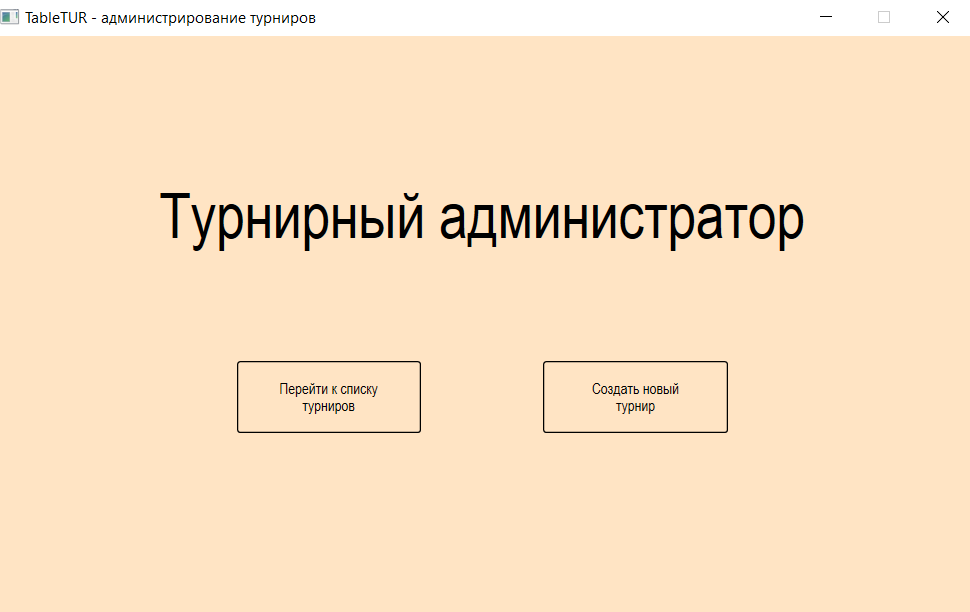 TableTUR - администрирование турниров
Турнирный администратор
Перейти к списку
турниров
Создать новый
турнир